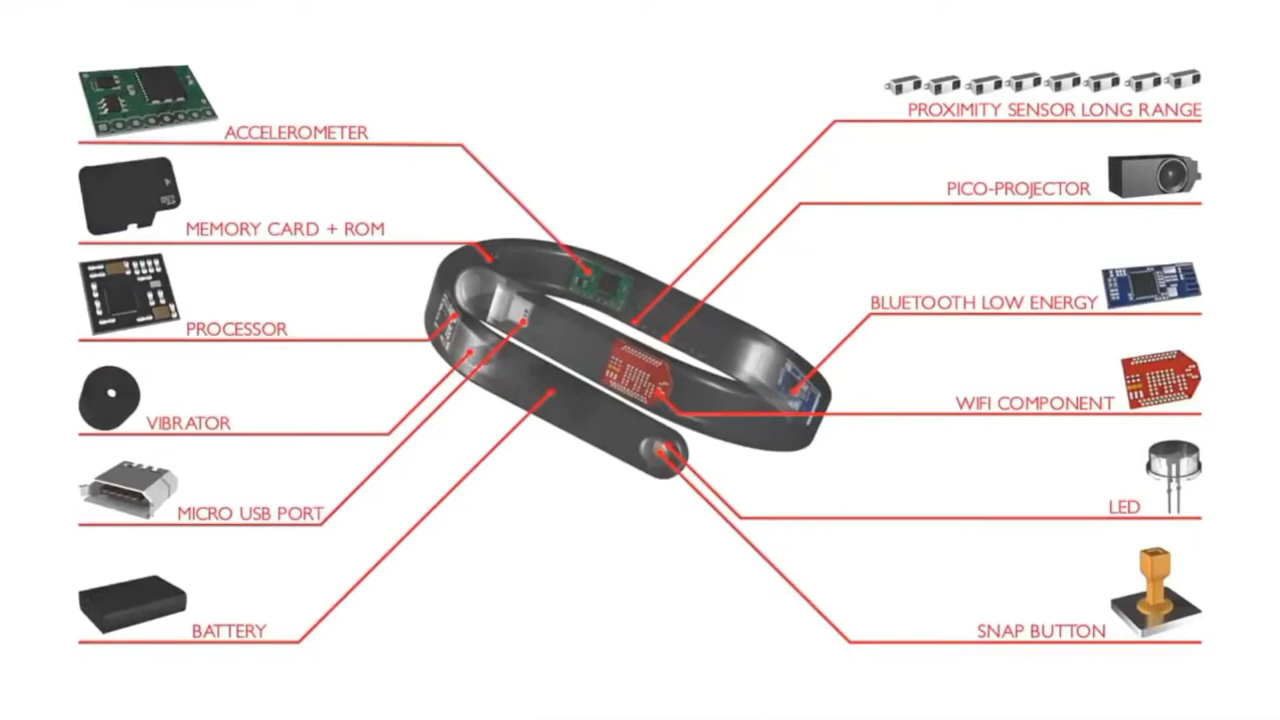 ACCELEROMETER
MEMORY CARD + ROM
PROCESSOR
VIBRATOR
MICRO USB PORT
BATTERY
PROXIMITY SENSOR LONG RANGE
PICO-PROJECTOR
BLUETOOTH LOW ENERGY
WIFI COMPONENT
LED
SNAP BUTTON